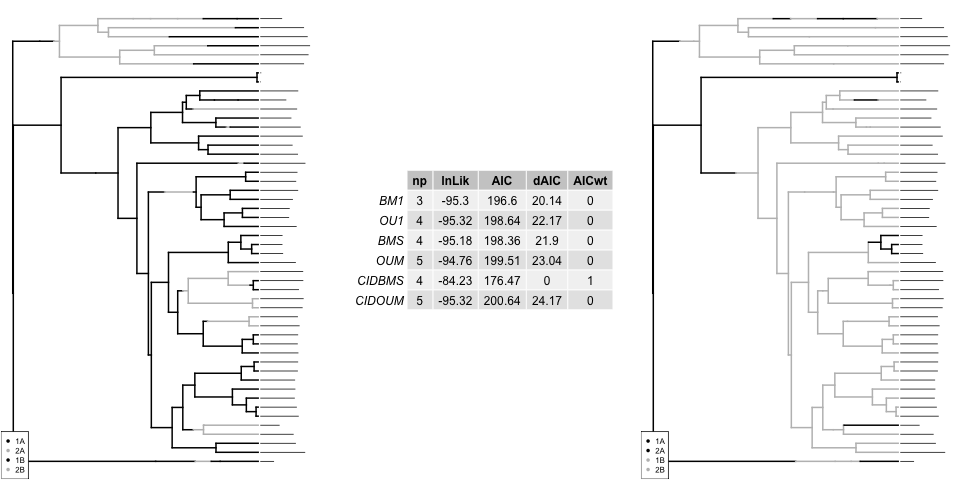 np lnLik AIC dAIC AICwt
BM1 3 -95.3 196.6 20.14 0
OU1 4 -95.32 198.64 22.17 0
BMS 4 -95.18 198.36 21.9 0
OUM 5 -94.76 199.51 23.04 0
CIDBMS 4 -84.23 176.47 0 1
CIDOUM 5 -95.32 200.64 24.17 0
1A
2A
1B
2B
1A
2A
1B
2B